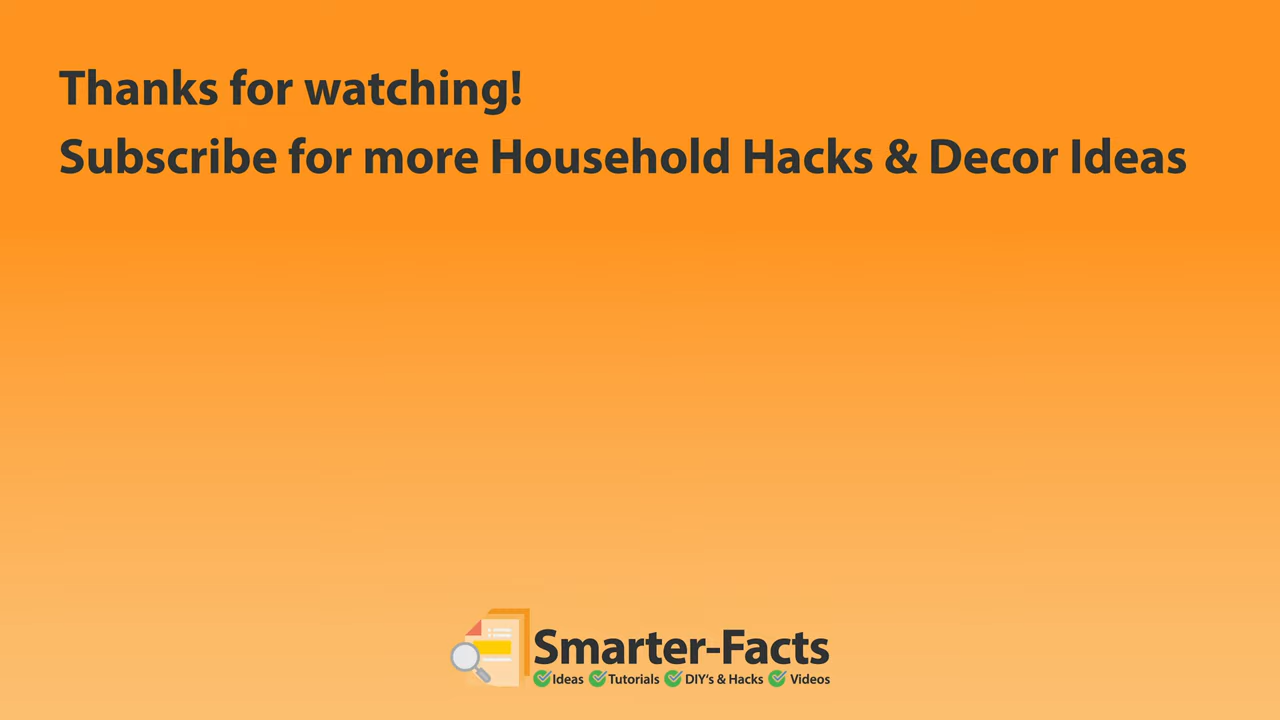 Thanks for watching!
Subscribe for more Household Hacks & Decor Ideas
Smarter-Facts
Ideas Tutorials DIY's & Hacks Videos